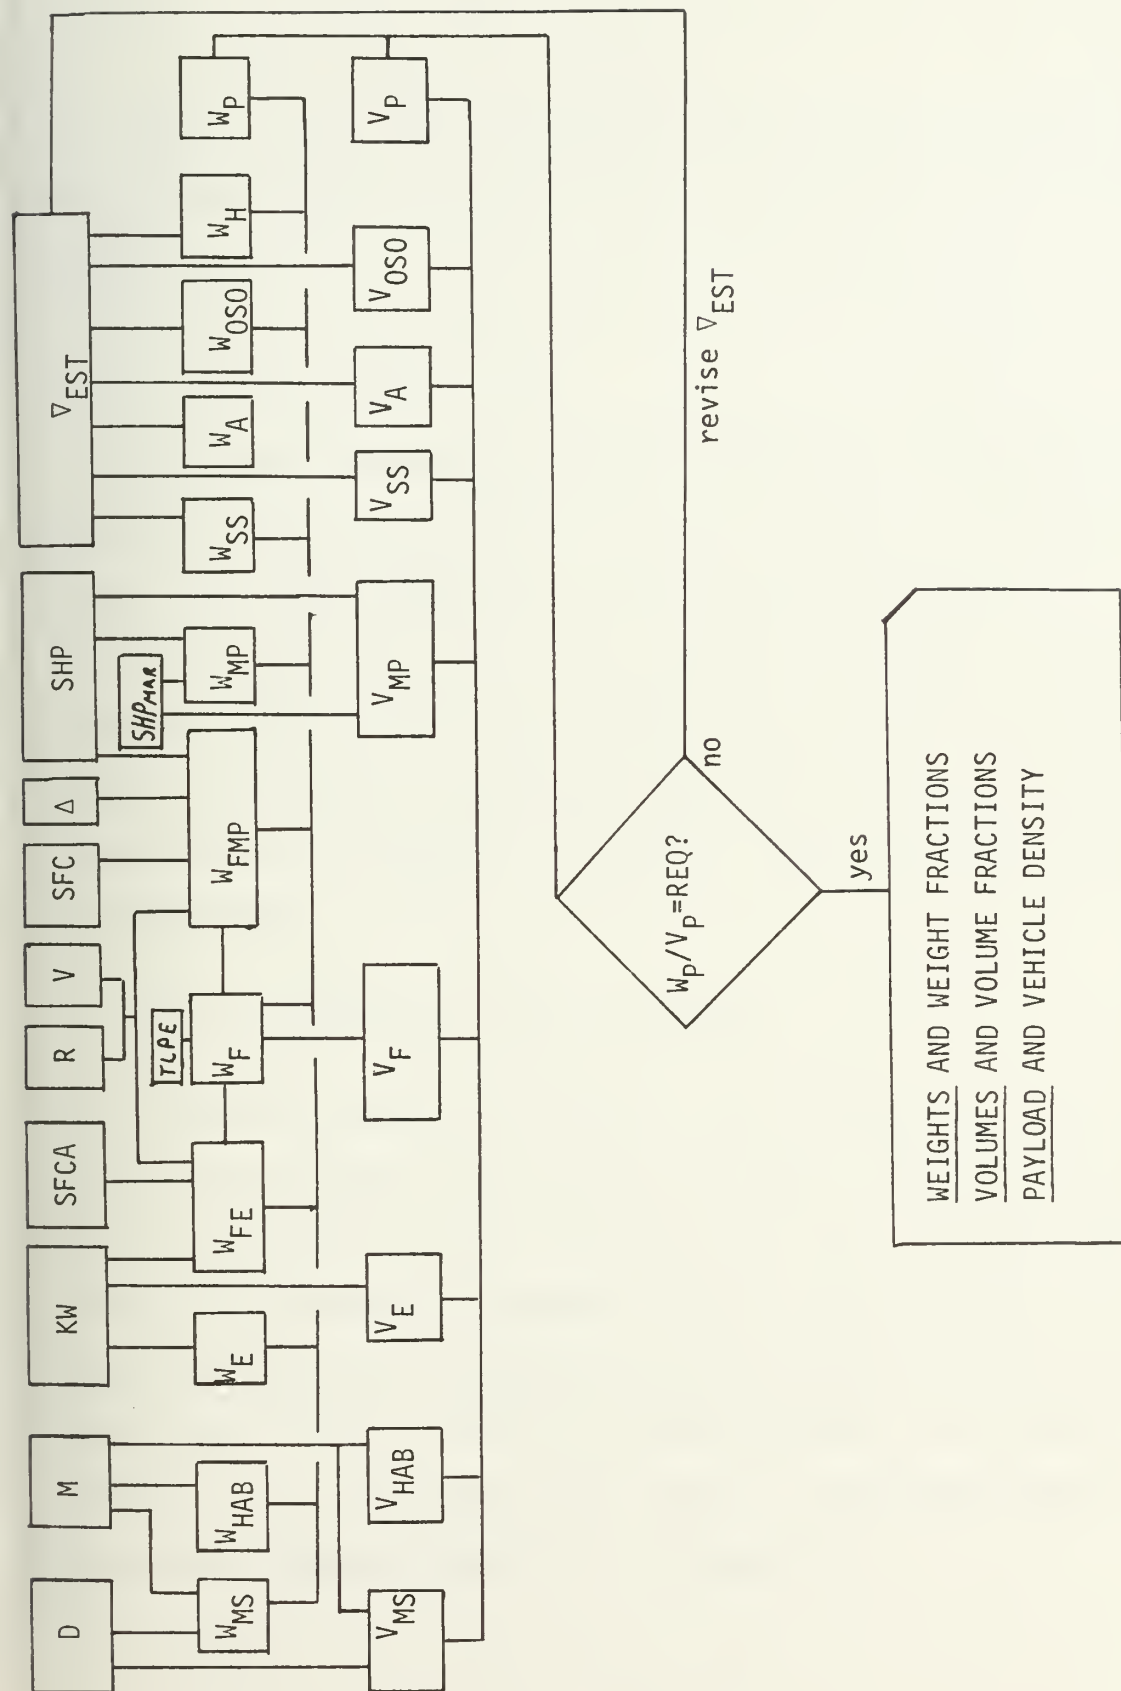 D
M
KW
SFCA
R
V
SFC
Δ
SHP
∇EST
TLPE
SHPMAR
WMS
WHAB
WE
WFE
WF
WFMP
WMP
WSS
WA
WOSO
WH
WP
VMS
VHAB
VE
VF
VMP
VSS
VA
VOSO
VP
WP/VP=REQ?
no
revise ∇EST
yes
WEIGHTS AND WEIGHT FRACTIONS
VOLUMES AND VOLUME FRACTIONS
PAYLOAD AND VEHICLE DENSITY